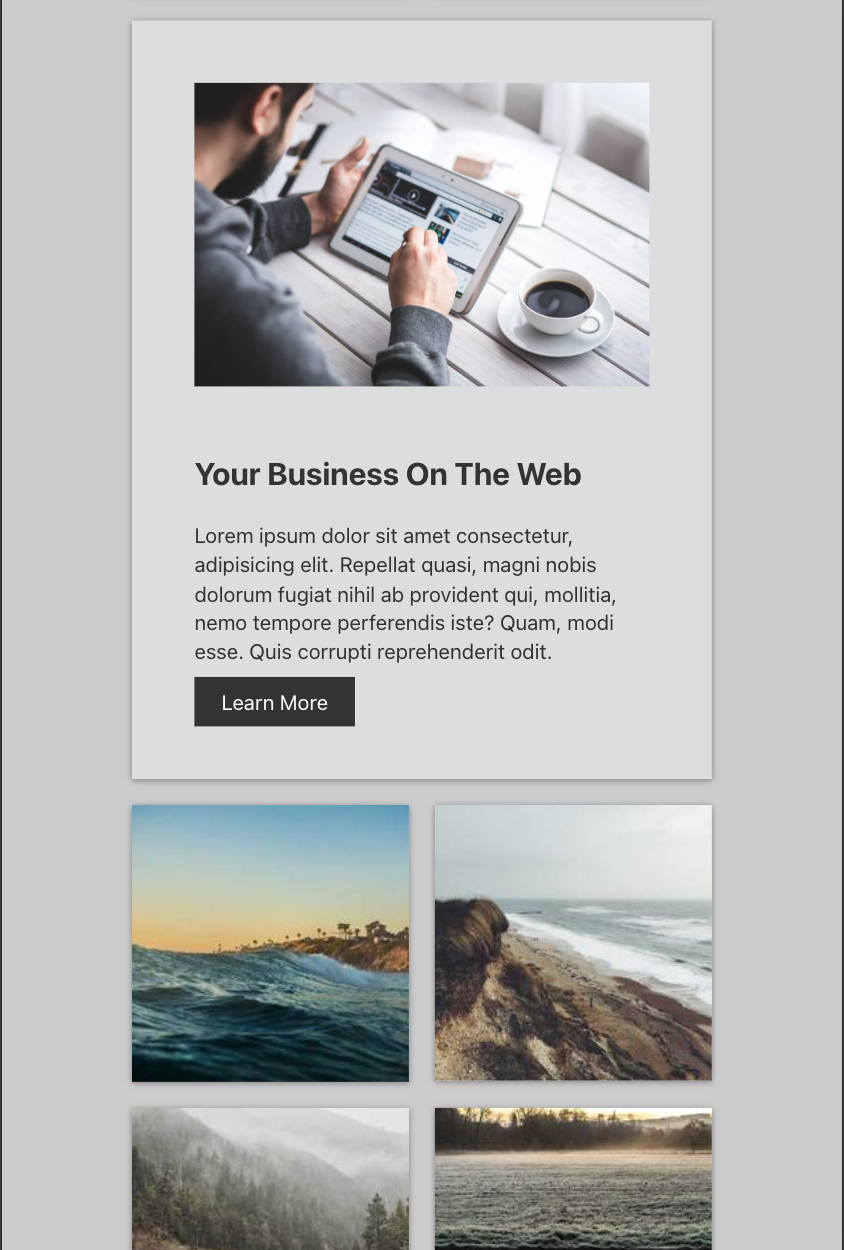 Your Business On The Web
Lorem ipsum dolor sit amet consectetur,
adipisicing elit. Repellat quasi, magni nobis
dolorum fugiat nihil ab provident qui, mollitia,
nemo tempore perferendis iste? Quam, modi
esse. Quis corrupti reprehenderit odit.
Learn More